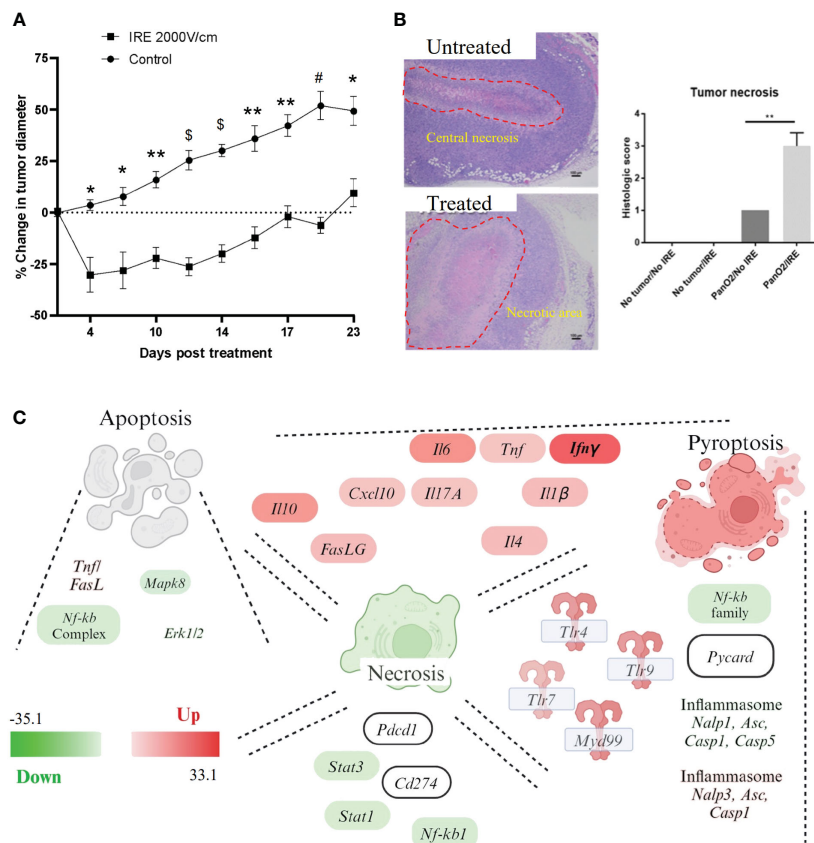 A
IRE 2000V/cm
Control
% Change in tumor diameter
75
50
25
0
-25
-50
* * ** $ $ ** ** # *
4 10 14 17 23
Days post treatment
B
Untreated
Central necrosis
100 μm
Treated
Necrotic area
100 μm
Tumor necrosis
**
Histologic score
4
3
2
1
0
No tumor/No IRE
No tumor/IRE
PanO2/No IRE
PanO2/IRE
C
Apoptosis
Tnf/
FasL
Mapk8
Nf-kb
Complex
Erk1/2
Il6
Tnf
Ifnγ
Il10
Cxcl10
Il17A
Il1β
FasLG
Il4
Pyroptosis
Nf-kb
family
Pycard
Inflammasome
Nalp1, Asc,
Casp1, Casp5
Inflammasome
Nalp3, Asc,
Casp1
Tlr4
Tlr9
Tlr7
Myd99
Necrosis
Pdcd1
Stat3
Cd274
Stat1
Nf-kb1
-35.1
Up
Down
33.1